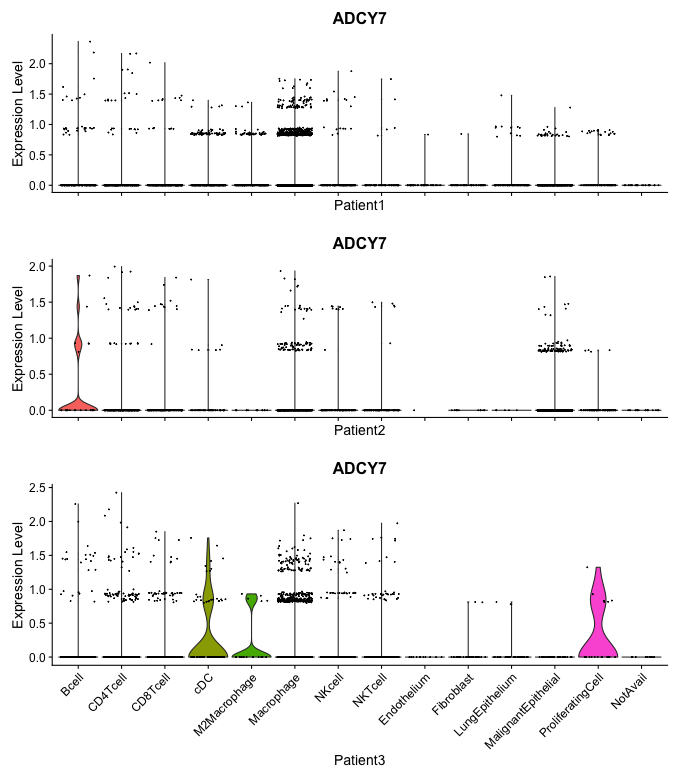 ADCY7
Expression Level
2.0
1.5
1.0
0.5
0.0
Patient1
ADCY7
Expression Level
2.0
1.5
1.0
0.5
0.0
Patient2
ADCY7
Expression Level
2.5
2.0
1.5
1.0
0.5
0.0
Bcell
CD4Tcell
CD8Tcell
cDC
M2Macrophage
Macrophage
NKcell
NKTcell
Endothelium
Fibroblast
LungEpithelium
MalignantEpithelial
ProliferatingCell
NotAvail
Patient3